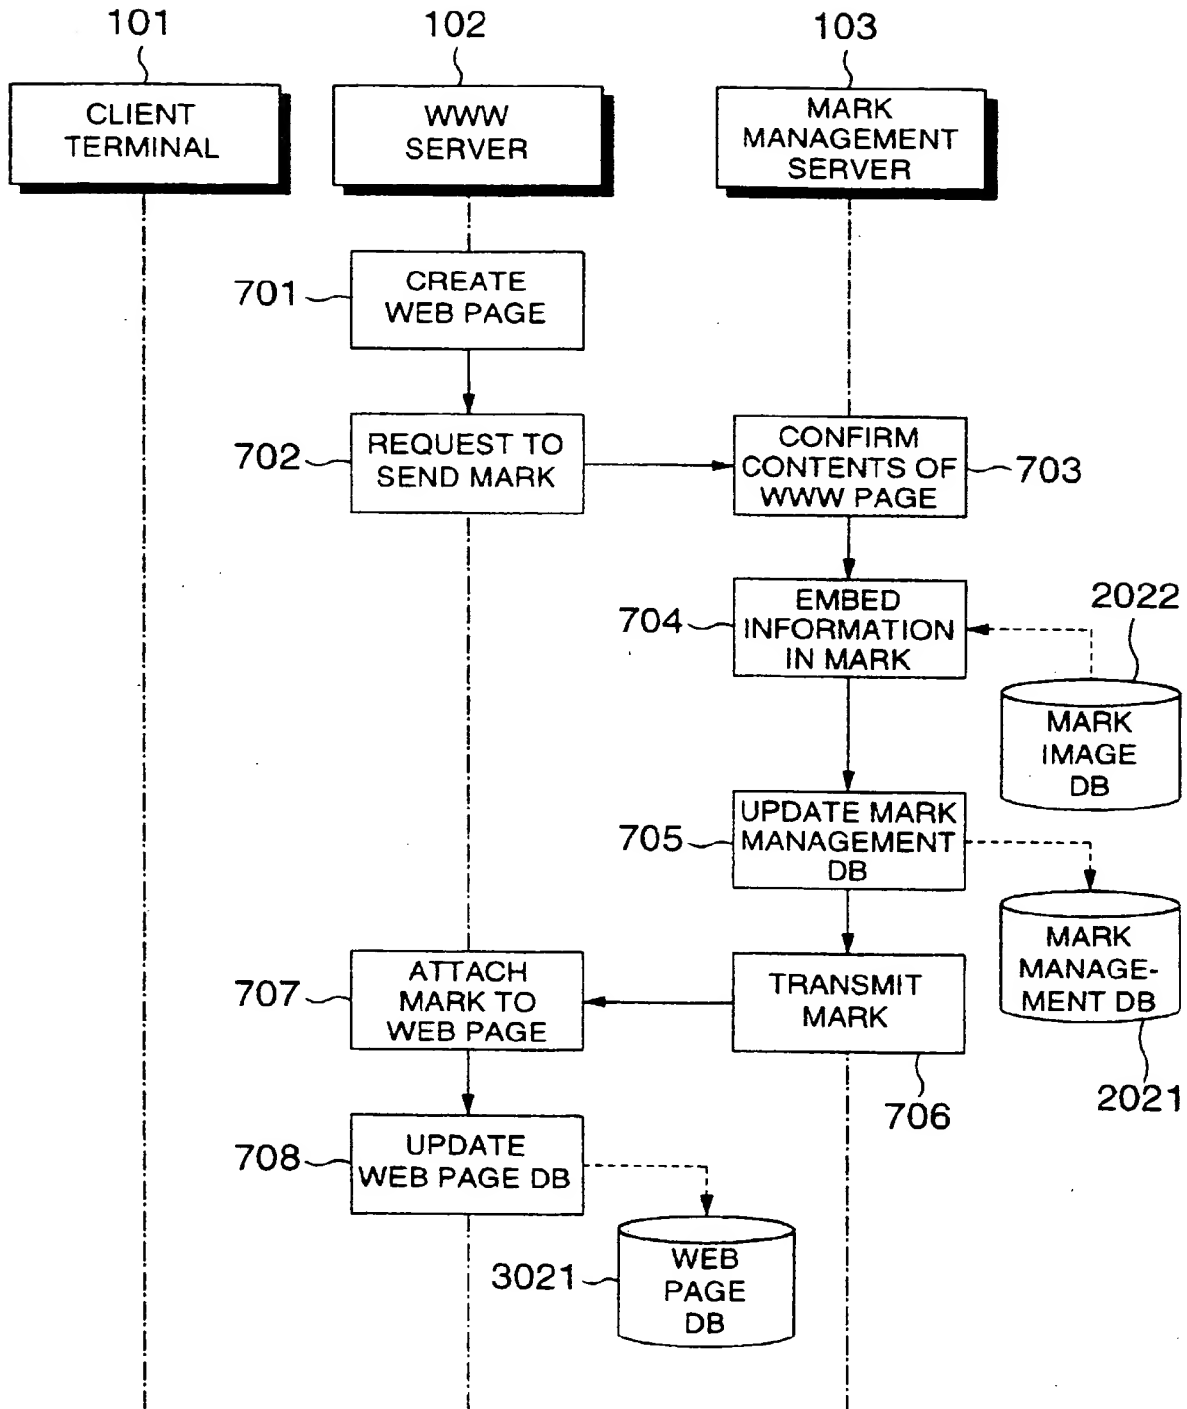 101
102
103
CLIENT
TERMINAL
WWW
SERVER
MARK
MANAGEMENT
SERVER
701
CREATE
WEB PAGE
702
REQUEST TO
SEND MARK
CONFIRM
CONTENTS OF
WWW PAGE
703
704
EMBED
INFORMATION
IN MARK
2022
MARK
IMAGE
DB
705
UPDATE MARK
MANAGEMENT
DB
MARK
MANAGE-
MENT DB
2021
707
ATTACH
MARK TO
WEB PAGE
TRANSMIT
MARK
706
708
UPDATE
WEB PAGE DB
3021
WEB
PAGE
DB